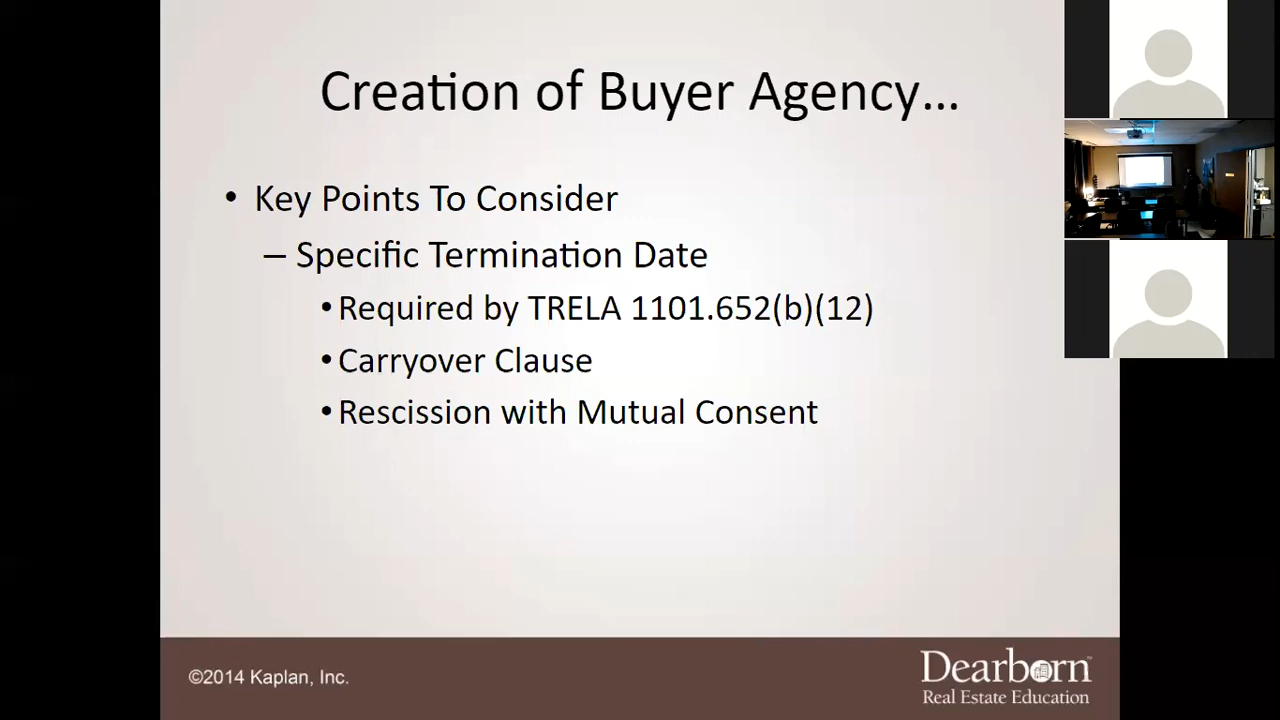 Creation of Buyer Agency...
• Key Points To Consider
– Specific Termination Date
• Required by TRELA 1101.652(b)(12)
• Carryover Clause
• Rescission with Mutual Consent
©2014 Kaplan, Inc.
Dearborn™
Real Estate Education